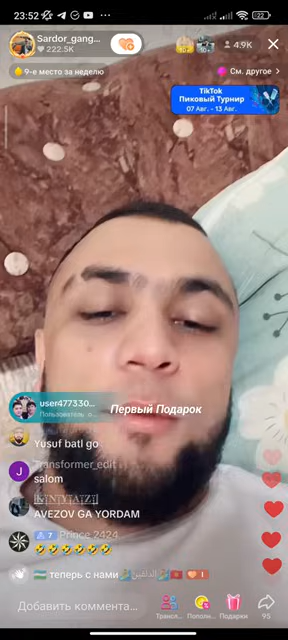 23:52
22
Sardor_gang...
222.5K
4.9K
9-е место за неделю
См. другое >
TikTok
Пиковый Турнир
07 Авг. - 13 Авг.
user477330...
Пользователь о...
Первый Подарок
Yusuf batl go
Transformer_edit
salom
J
AVEZOV GA YORDAM
7 Prince 2424
теперь с нами
Добавить коммента...
Трансл...
Пополн...
Подарки
95